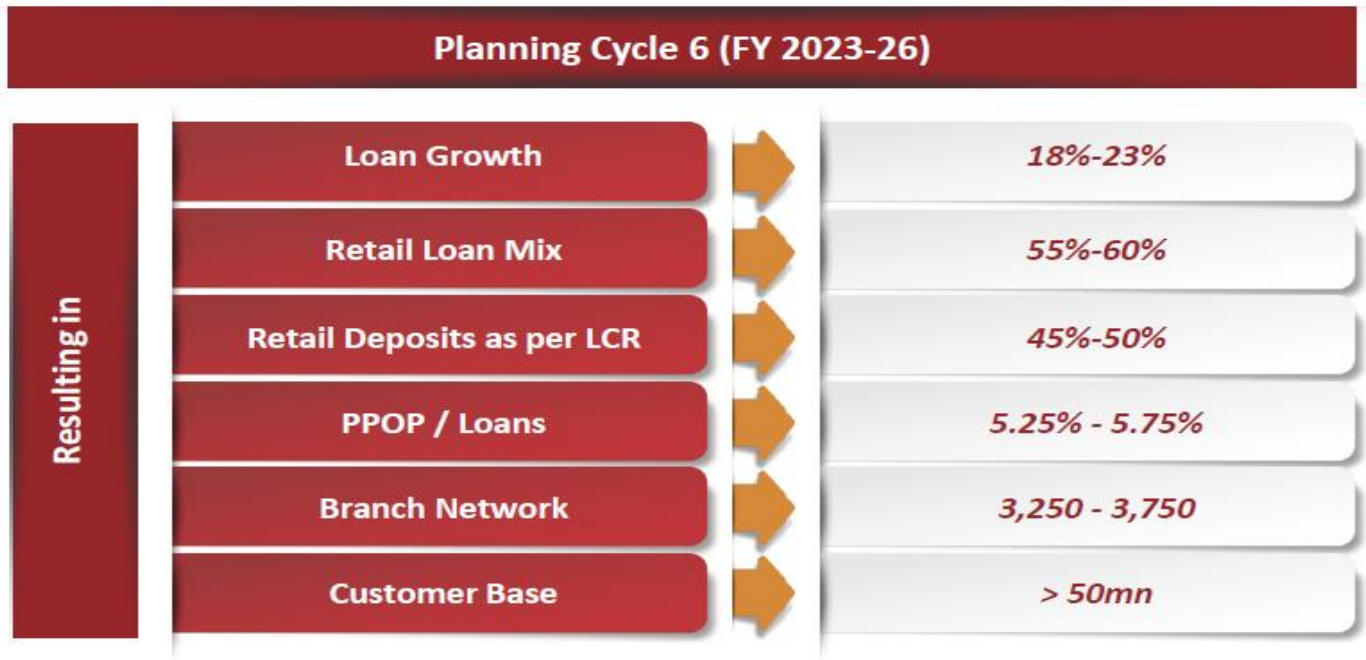 Planning Cycle 6 (FY 2023-26)
Resulting in
Loan Growth
18%-23%
Retail Loan Mix
55%-60%
Retail Deposits as per LCR
45%-50%
PPOP / Loans
5.25% - 5.75%
Branch Network
3,250 - 3,750
Customer Base
> 50mn